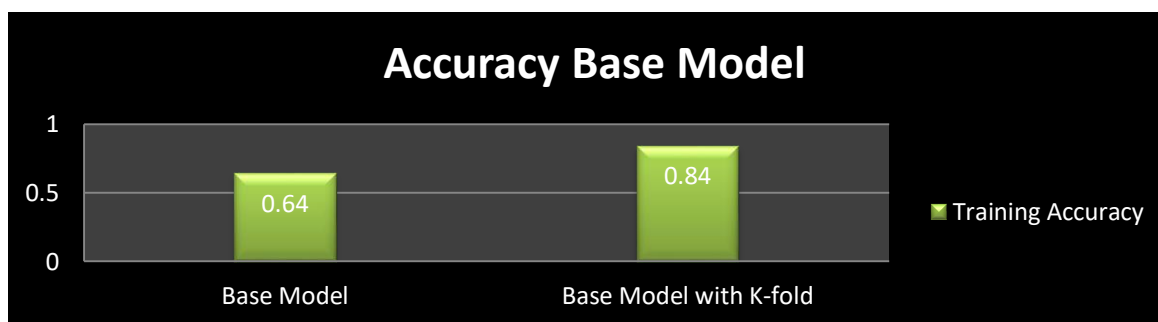 Accuracy Base Model
1
0.5
0
0.64
0.84
Base Model
Base Model with K-fold
Training Accuracy